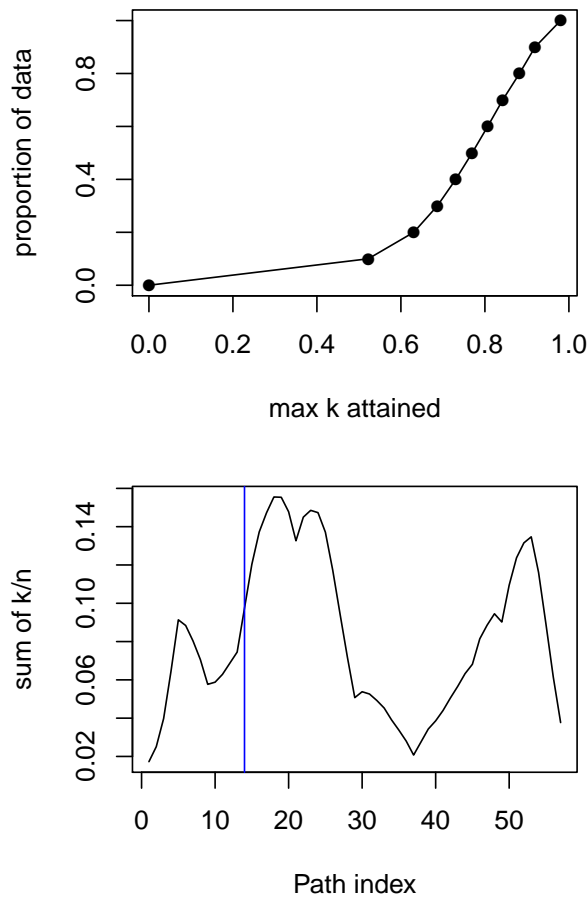 proportion of data
0.8
0.4
0.0
0.0 0.2 0.4 0.6 0.8 1.0
max k attained
sum of k/n
0.14
0.10
0.06
0.02
0 10 20 30 40 50
Path index